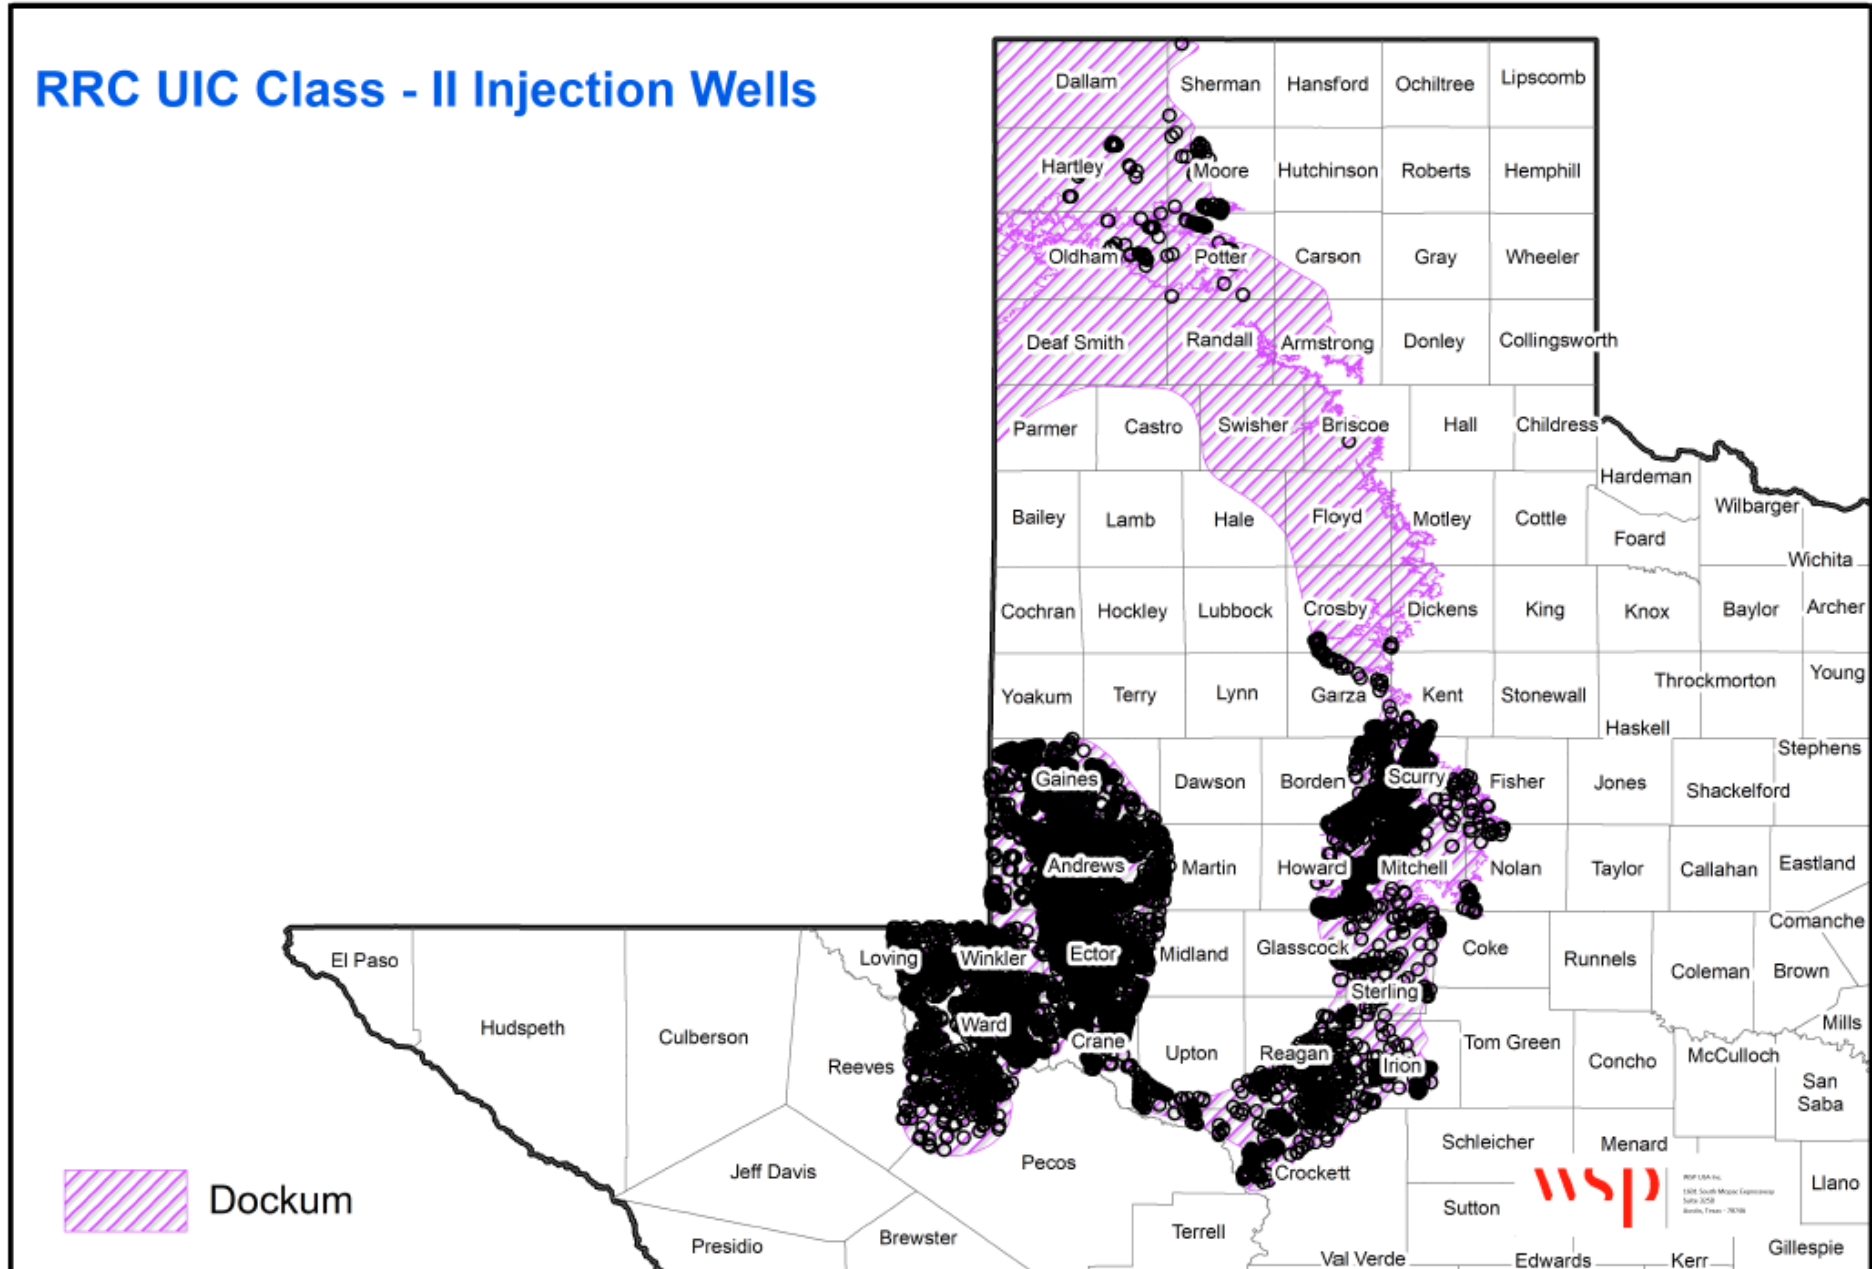 RRC UIC Class - II Injection Wells
Dallam
Sherman
Hansford
Ochiltree
Lipscomb
Hartley
Moore
Hutchinson
Roberts
Hemphill
Oldham
Potter
Carson
Gray
Wheeler
Deaf Smith
Randall
Armstrong
Donley
Collingsworth
Parmer
Castro
Swisher
Briscoe
Hall
Childress
Hardeman
Bailey
Lamb
Hale
Floyd
Motley
Cottle
Foard
Wilbarger
Wichita
Cochran
Hockley
Lubbock
Crosby
Dickens
King
Knox
Baylor
Archer
Yoakum
Terry
Lynn
Garza
Kent
Stonewall
Haskell
Throckmorton
Young
Gaines
Dawson
Borden
Scurry
Fisher
Jones
Shackelford
Stephens
Andrews
Martin
Howard
Mitchell
Nolan
Taylor
Callahan
Eastland
El Paso
Hudspeth
Culberson
Reeves
Loving
Winkler
Ector
Midland
Glasscock
Sterling
Coke
Runnels
Coleman
Brown
Comanche
Ward
Crane
Upton
Reagan
Irion
Tom Green
Concho
McCulloch
Mills
San
Saba
Jeff Davis
Pecos
Crockett
Schleicher
Menard
Sutton
Llano
Presidio
Brewster
Terrell
Val Verde
Edwards
Kerr
Gillespie
Dockum
wsp
WSP USA Inc.